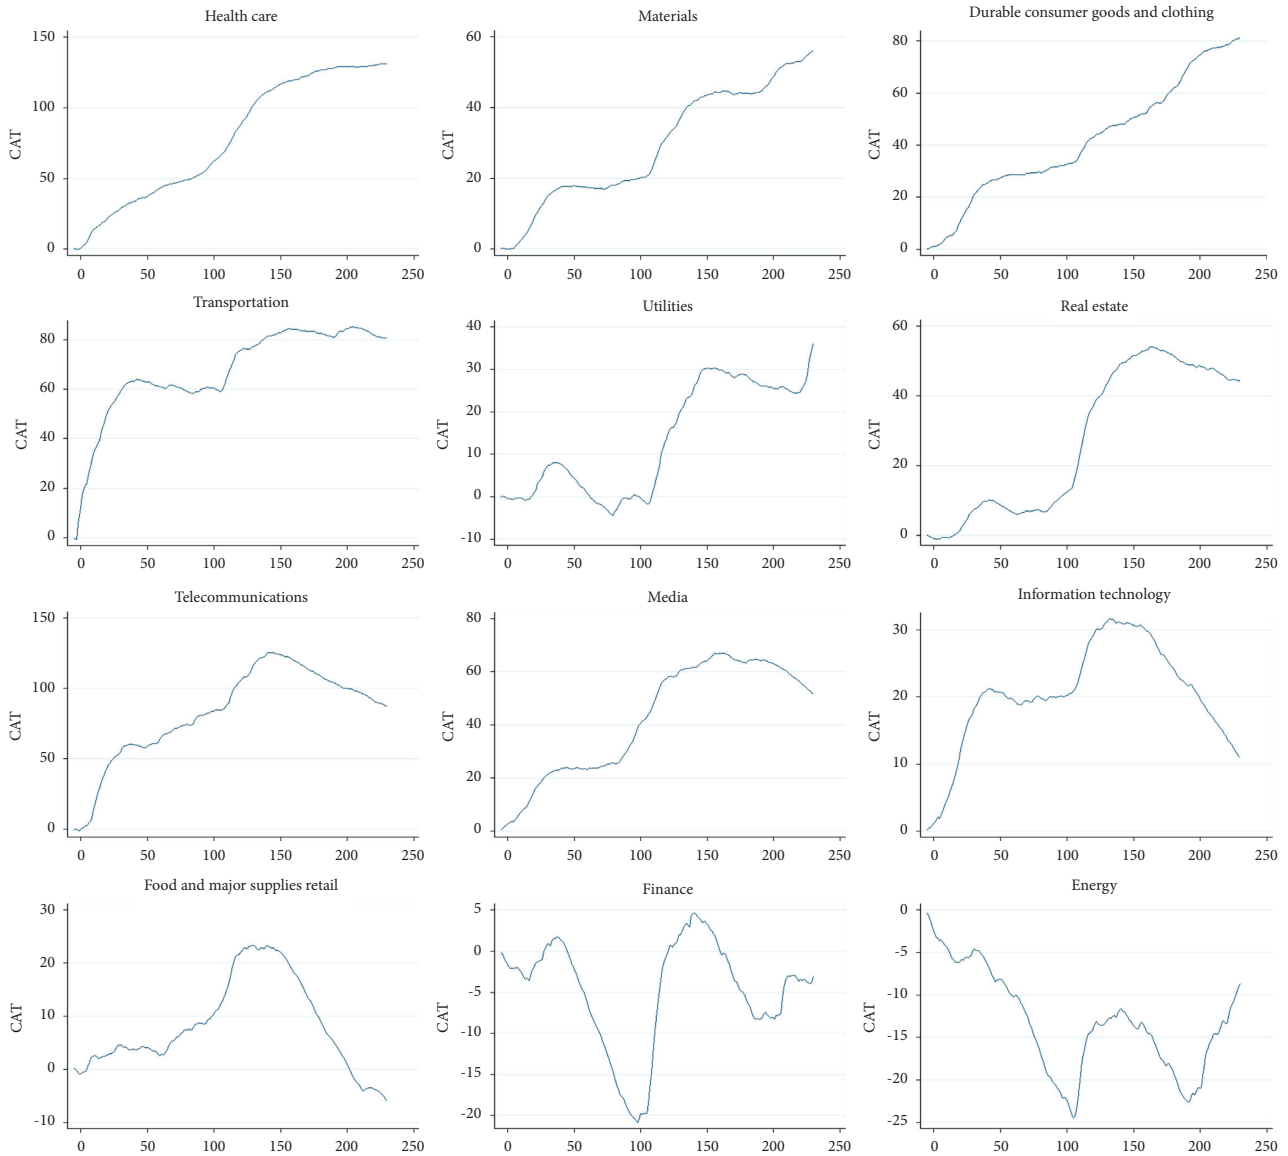 Health care
CAT
150
100
50
0
0 50 100 150 200 250
Materials
CAT
60
40
20
0
0 50 100 150 200 250
Durable consumer goods and clothing
CAT
80
60
40
20
0
0 50 100 150 200 250
Transportation
CAT
80
60
40
20
0
0 50 100 150 200 250
Utilities
CAT
40
30
20
10
0
-10
0 50 100 150 200 250
Real estate
CAT
60
40
20
0
0 50 100 150 200 250
Telecommunications
CAT
150
100
50
0
0 50 100 150 200 250
Media
CAT
80
60
40
20
0
0 50 100 150 200 250
Information technology
CAT
30
20
10
0
0 50 100 150 200 250
Food and major supplies retail
CAT
30
20
10
0
-10
0 50 100 150 200 250
Finance
CAT
5
0
-5
-10
-15
-20
0 50 100 150 200 250
Energy
CAT
0
-5
-10
-15
-20
-25
0 50 100 150 200 250